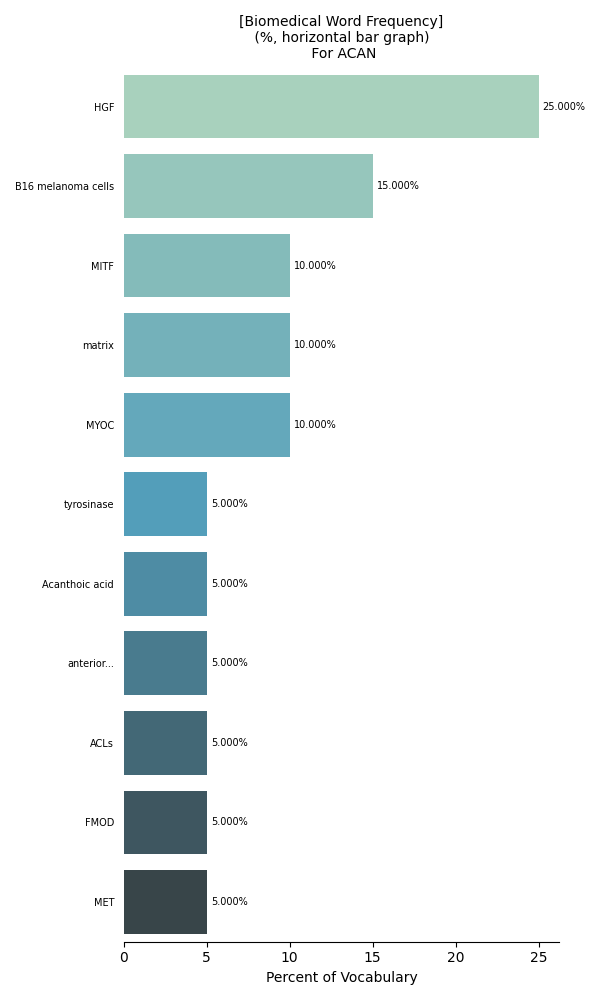 [Biomedical Word Frequency]
(%, horizontal bar graph)
For ACAN
HGF 25.000%
B16 melanoma cells 15.000%
MITF 10.000%
matrix 10.000%
MYOC 10.000%
tyrosinase 5.000%
Acanthoic acid 5.000%
anterior... 5.000%
ACLs 5.000%
FMOD 5.000%
MET 5.000%
0 5 10 15 20 25
Percent of Vocabulary